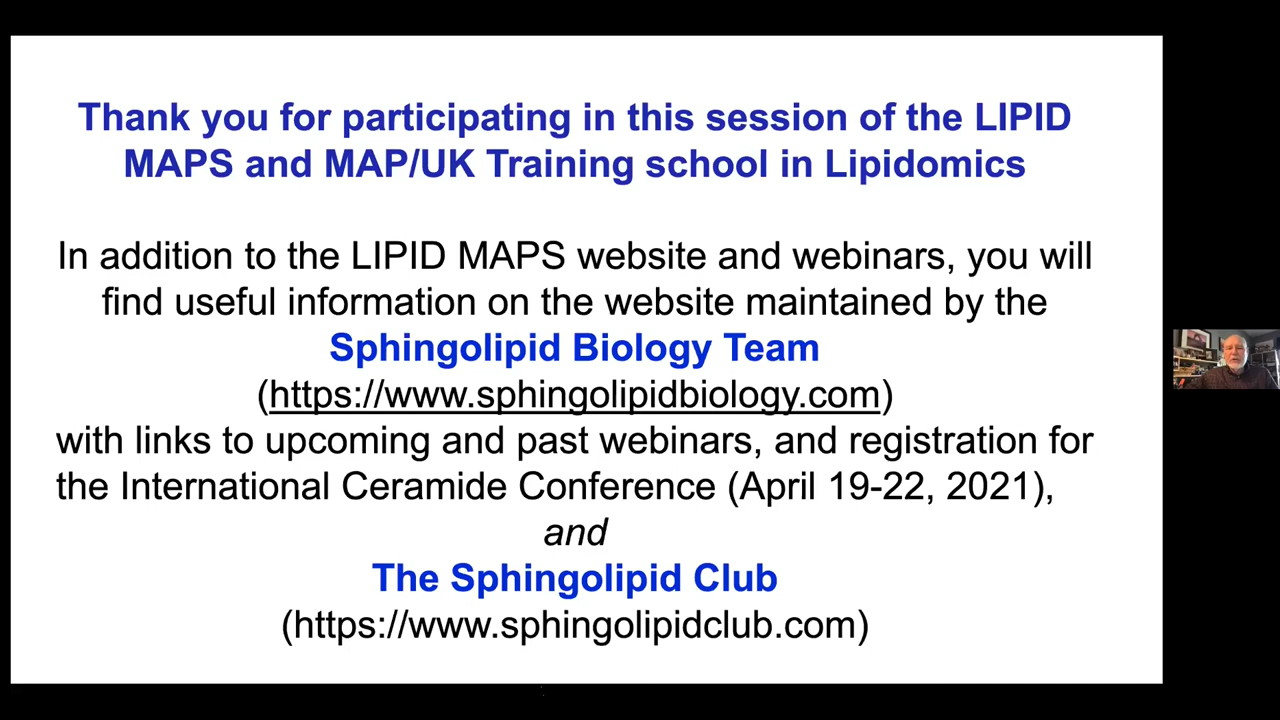 Thank you for participating in this session of the LIPID
MAPS and MAP/UK Training school in Lipidomics
In addition to the LIPID MAPS website and webinars, you will
find useful information on the website maintained by the
Sphingolipid Biology Team
(https://www.sphingolipidbiology.com)
with links to upcoming and past webinars, and registration for
the International Ceramide Conference (April 19-22, 2021),
and
The Sphingolipid Club
(https://www.sphingolipidclub.com)